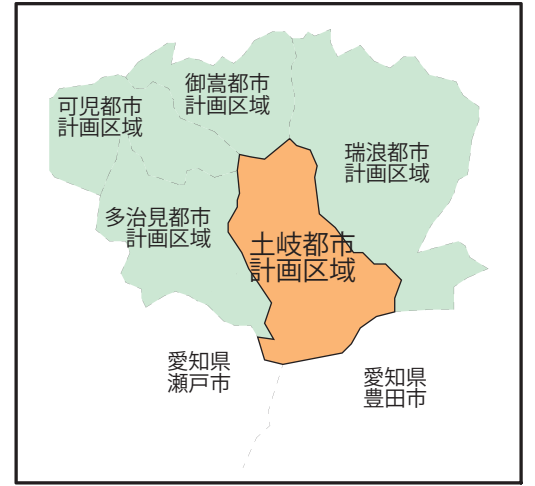 御嵩都市
計画区域
可児都市
計画区域
瑞浪都市
計画区域
多治見都市
計画区域
土岐都市
計画区域
愛知県
瀬戸市
愛知県
豊田市